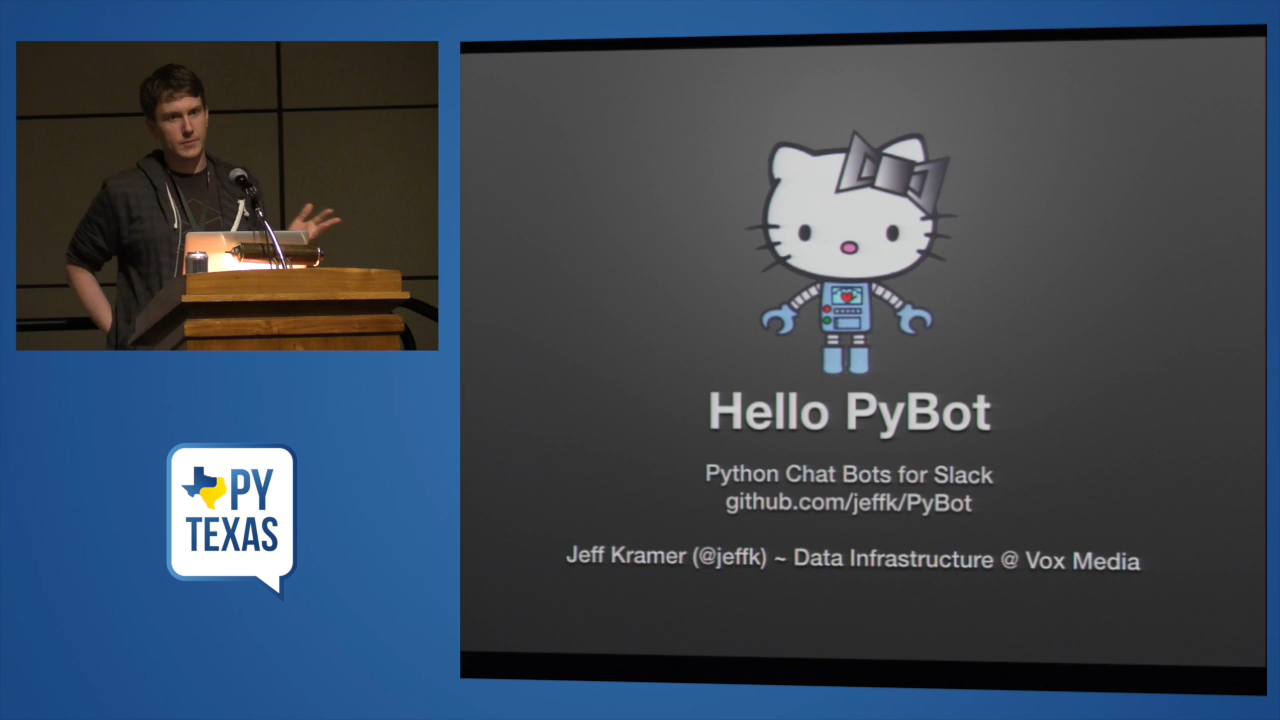 PY
TEXAS
Hello PyBot
Python Chat Bots for Slack
github.com/jeffk/PyBot
Jeff Kramer (@jeffk) ~ Data Infrastructure @ Vox Media